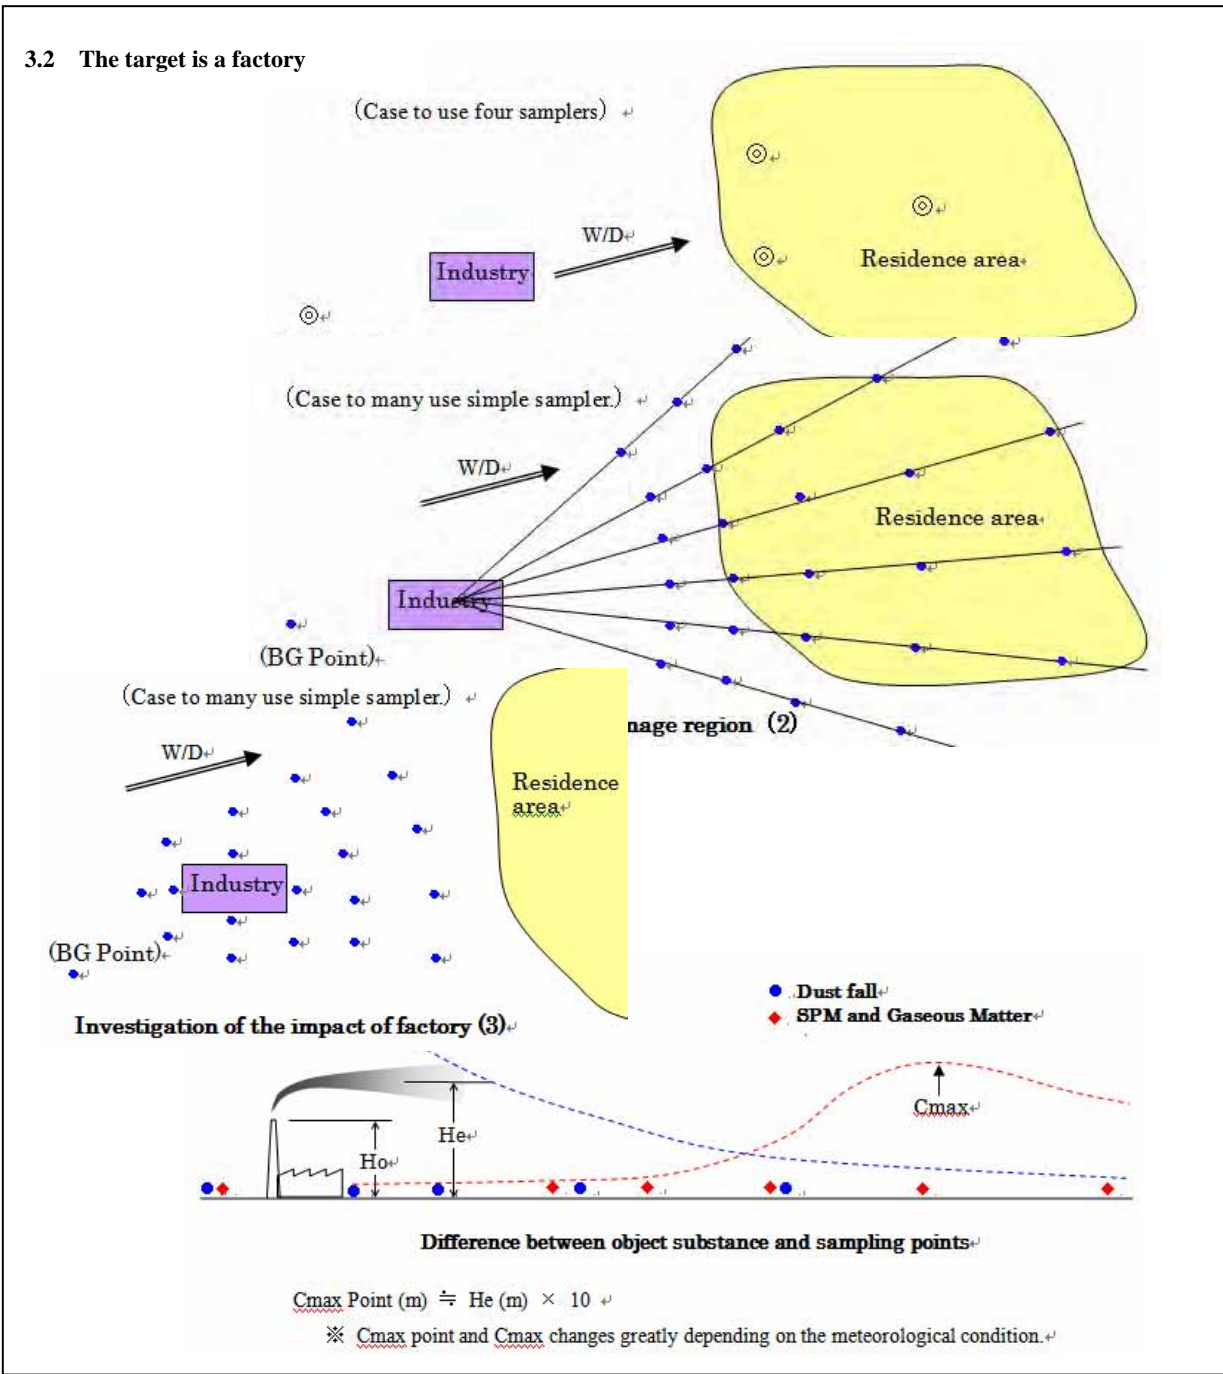 3.2 The target is a factory
(Case to use four samplers)
W/D
Industry
Residence area
(Case to many use simple sampler.)
W/D
Residence area
Industry
(BG Point)
(Case to many use simple sampler.)
mage region (2)
W/D
Residence
area
Industry
(BG Point)
Dust fall
SPM and Gaseous Matter
Investigation of the impact of factory (3)
Cmax
He
Ho
Difference between object substance and sampling points
Cmax Point (m) ≒ He (m) × 10
※ Cmax point and Cmax changes greatly depending on the meteorological condition.